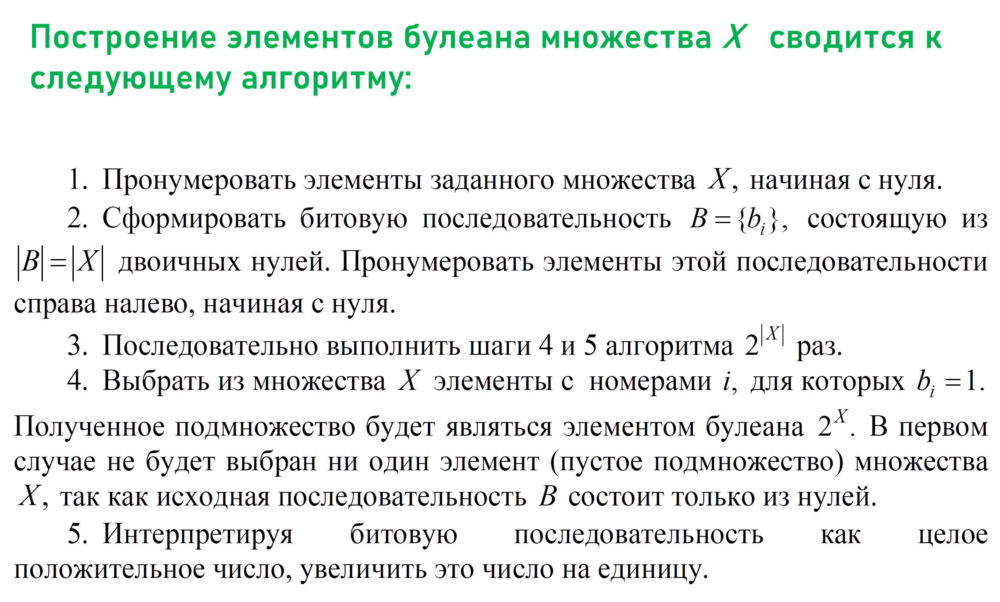 Построение элементов булеана множества X сводится к
следующему алгоритму:
1. Пронумеровать элементы заданного множества X, начиная с нуля.
2. Сформировать битовую последовательность B = {b_i}, состоящую из
|B| = |X| двоичных нулей. Пронумеровать элементы этой последовательности
справа налево, начиная с нуля.
3. Последовательно выполнить шаги 4 и 5 алгоритма 2^|X| раз.
4. Выбрать из множества X элементы с номерами i, для которых b_i = 1.
Полученное подмножество будет являться элементом булеана 2^X. В первом
случае не будет выбран ни один элемент (пустое подмножество) множества
X, так как исходная последовательность B состоит только из нулей.
5. Интерпретируя битовую последовательность как целое
положительное число, увеличить это число на единицу.